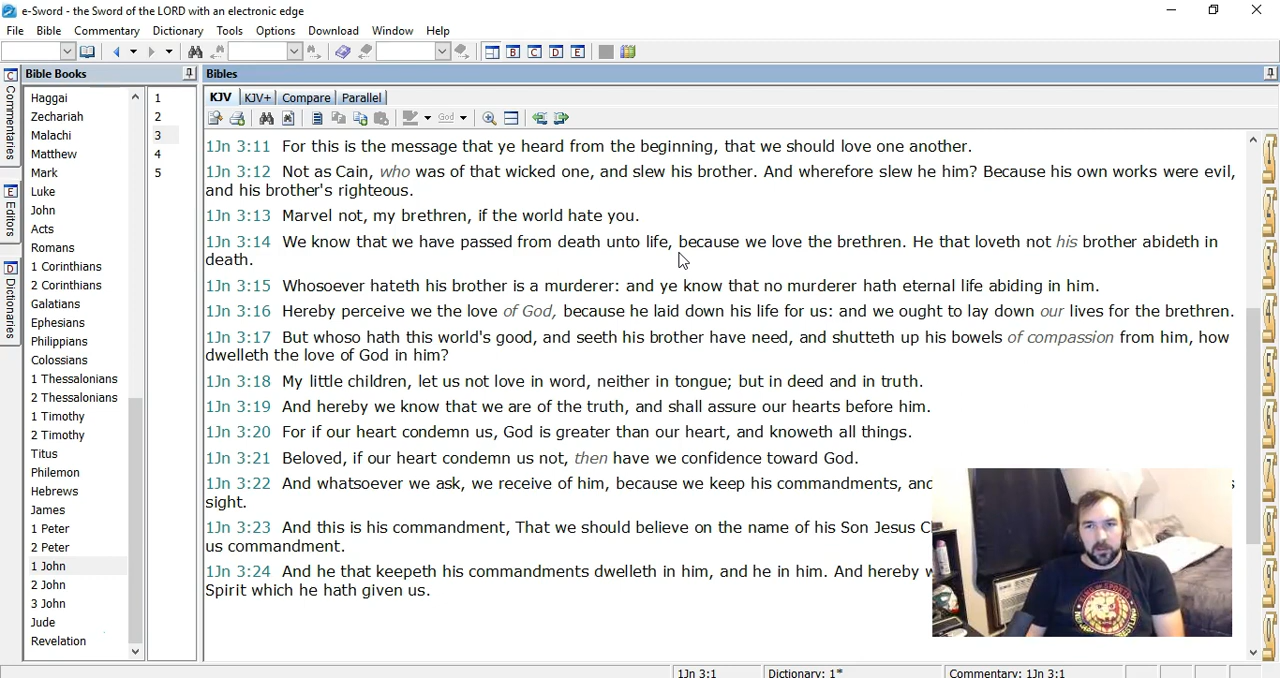 e-Sword - the Sword of the LORD with an electronic edge
File Bible Commentary Dictionary Tools Options Download Window Help
God
Commentaries
Editors
Dictionaries
Bible Books
Haggai
Zechariah
Malachi
Matthew
Mark
Luke
John
Acts
Romans
1 Corinthians
2 Corinthians
Galatians
Ephesians
Philippians
Colossians
1 Thessalonians
2 Thessalonians
1 Timothy
2 Timothy
Titus
Philemon
Hebrews
James
1 Peter
2 Peter
1 John
2 John
3 John
Jude
Revelation
1
2
3
4
5
Bibles
KJV KJV+ Compare Parallel
1Jn 3:11 For this is the message that ye heard from the beginning, that we should love one another.
1Jn 3:12 Not as Cain, who was of that wicked one, and slew his brother. And wherefore slew he him? Because his own works were evil,
and his brother's righteous.
1Jn 3:13 Marvel not, my brethren, if the world hate you.
1Jn 3:14 We know that we have passed from death unto life, because we love the brethren. He that loveth not his brother abideth in
death.
1Jn 3:15 Whosoever hateth his brother is a murderer: and ye know that no murderer hath eternal life abiding in him.
1Jn 3:16 Hereby perceive we the love of God, because he laid down his life for us: and we ought to lay down our lives for the brethren.
1Jn 3:17 But whoso hath this world's good, and seeth his brother have need, and shutteth up his bowels of compassion from him, how
dwelleth the love of God in him?
1Jn 3:18 My little children, let us not love in word, neither in tongue; but in deed and in truth.
1Jn 3:19 And hereby we know that we are of the truth, and shall assure our hearts before him.
1Jn 3:20 For if our heart condemn us, God is greater than our heart, and knoweth all things.
1Jn 3:21 Beloved, if our heart condemn us not, then have we confidence toward God.
1Jn 3:22 And whatsoever we ask, we receive of him, because we keep his commandments, and
sight.
1Jn 3:23 And this is his commandment, That we should believe on the name of his Son Jesus C
us commandment.
1Jn 3:24 And he that keepeth his commandments dwelleth in him, and he in him. And hereby w
Spirit which he hath given us.
1Jn 3:1 Dictionary: 1* Commentary: 1Jn 3:1